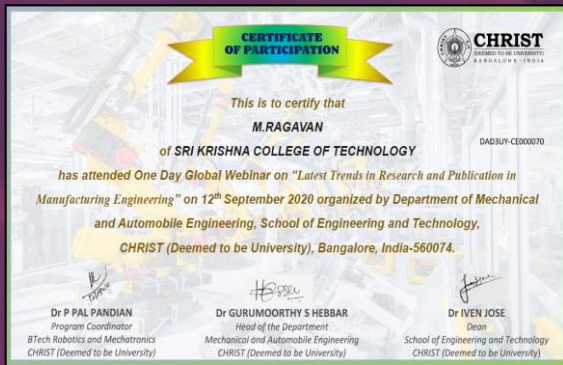 CERTIFICATE
OF PARTICIPATION
CHRIST
(DEEMED TO BE UNIVERSITY)
BANGALORE • INDIA
This is to certify that
M.RAGAVAN
DAD3UY-CE000070
of SRI KRISHNA COLLEGE OF TECHNOLOGY
has attended One Day Global Webinar on “Latest Trends in Research and Publication in
Manufacturing Engineering” on 12th September 2020 organized by Department of Mechanical
and Automobile Engineering, School of Engineering and Technology,
CHRIST (Deemed to be University), Bangalore, India-560074.
Dr P PAL PANDIAN
Program Coordinator
BTech Robotics and Mechatronics
CHRIST (Deemed to be University)
Dr GURUMOORTHY S HEBBAR
Head of the Department
Mechanical and Automobile Engineering
CHRIST (Deemed to be University)
Dr IVEN JOSE
Dean
School of Engineering and Technology
CHRIST (Deemed to be University)